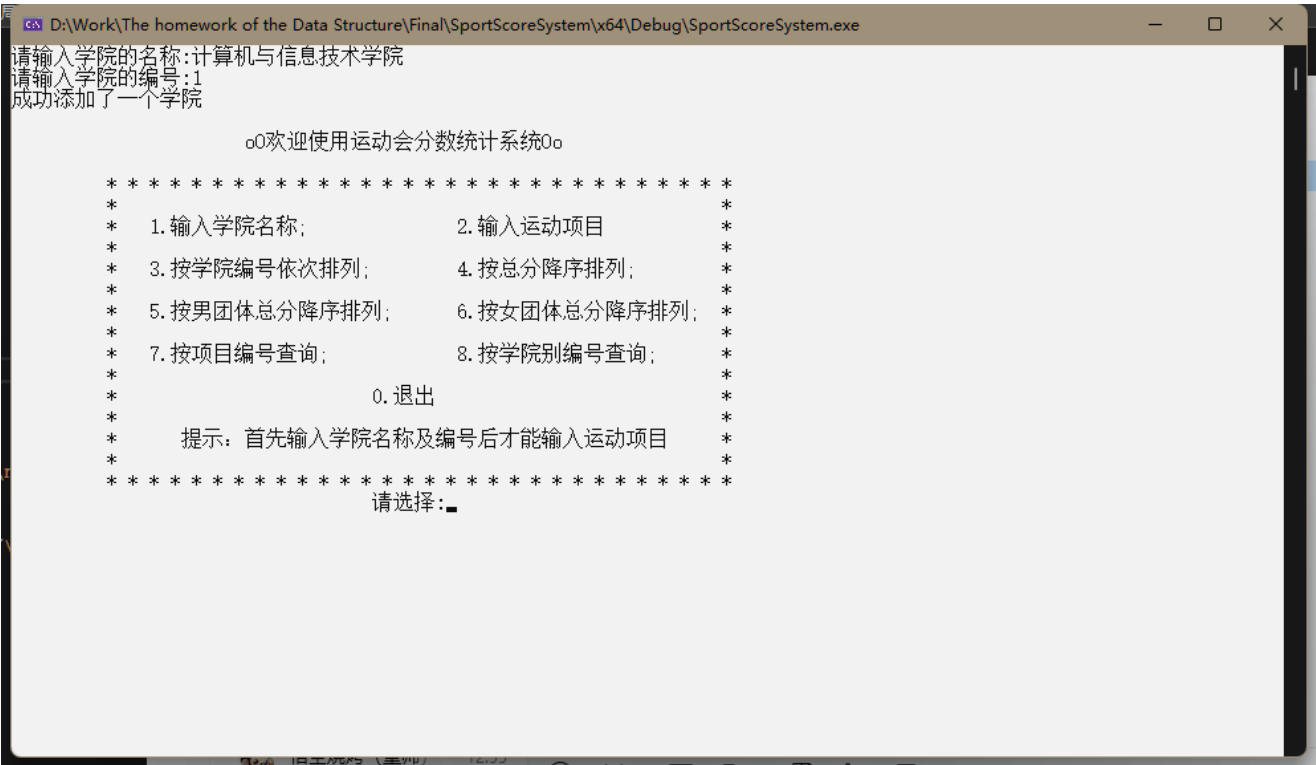 D:\Work\The homework of the Data Structure\Final\SportScoreSystem\x64\Debug\SportScoreSystem.exe
请输入学院的名称:计算机与信息技术学院
请输入学院的编号:1
成功添加了一个学院
oO欢迎使用运动会分数统计系统Oo
* * * * * * * * * * * * * * * * * * * * * * * * * * * * * *
* *
* 1.输入学院名称; 2.输入运动项目 *
* *
* 3.按学院编号依次排列; 4.按总分降序排列; *
* *
* 5.按男团体总分降序排列; 6.按女团体总分降序排列; *
* *
* 7.按项目编号查询; 8.按学院别编号查询; *
* *
* 0.退出 *
* *
* 提示：首先输入学院名称及编号后才能输入运动项目 *
* *
* * * * * * * * * * * * * * * * * * * * * * * * * * * * * *
请选择: